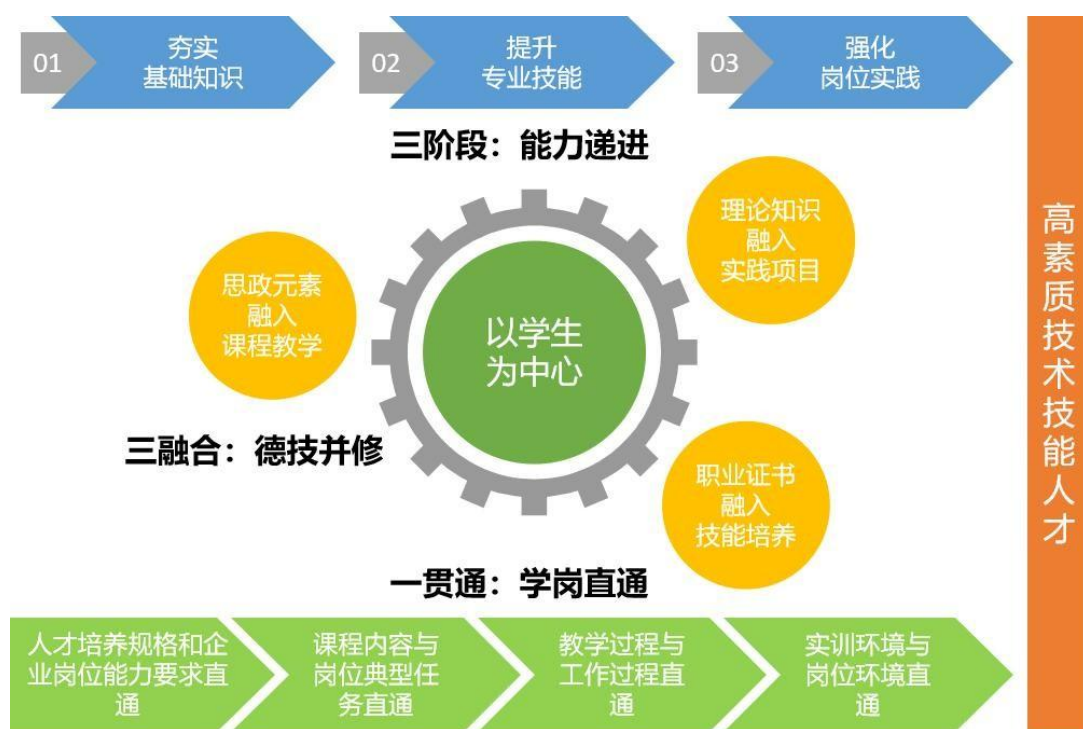 01
夯实
基础知识
02
提升
专业技能
03
强化
岗位实践
三阶段：能力递进
理论知识
融入
实践项目
思政元素
融入
课程教学
以学生
为中心
三融合：德技并修
职业证书
融入
技能培养
一贯通：学岗直通
人才培养规格和企
业岗位能力要求直
通
课程内容与
岗位典型任
务直通
教学过程与
工作过程直
通
实训环境与
岗位环境直
通
高素质技术技能人才